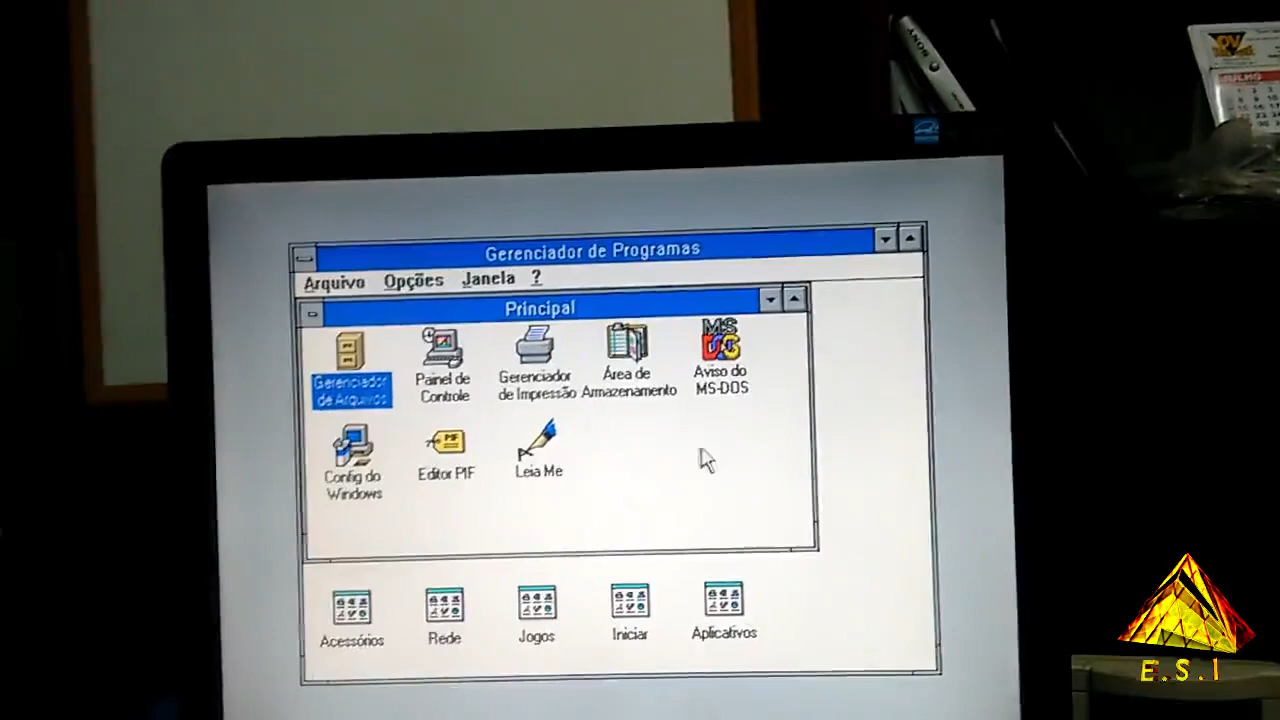 SONY
JULHO
Gerenciador de Programas
Arquivo Opções Janela ?
Principal
Gerenciador
de Arquivos
Painel de
Controle
Gerenciador
de Impressão
Área de
Armazenamento
MS
DOS
Aviso do
MS-DOS
Config do
Windows
PIF
Editor PIF
Leia Me
Acessórios
Rede
Jogos
Iniciar
Aplicativos
E.S.I